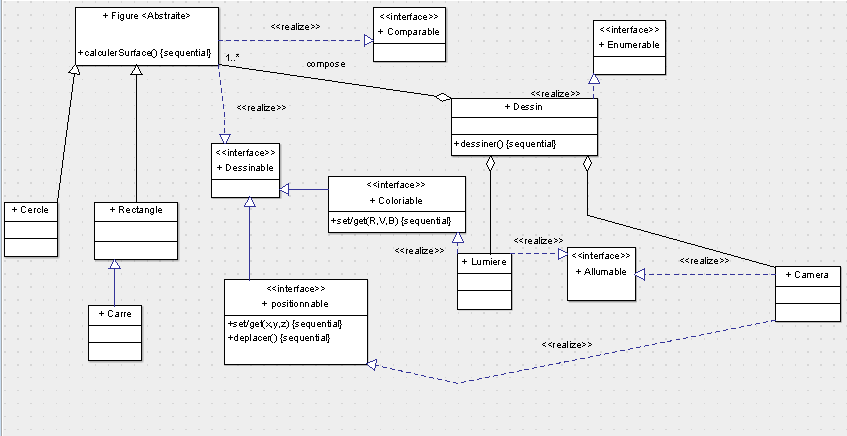 + Figure <Abstraite>
+calculerSurface() {sequential}
<<realize>>
<<interface>>
+ Comparable
<<interface>>
+ Enumerable
1..*
compose
<<realize>>
<<realize>>
+ Dessin
+dessiner() {sequential}
<<interface>>
+ Dessinable
<<interface>>
+ Coloriable
+set/get(R,V,B) {sequential}
+ Cercle
+ Rectangle
<<realize>>
<<realize>>
+ Lumiere
<<interface>>
+ Allumable
<<realize>>
+ Camera
<<interface>>
+ positionnable
+set/get(x,y,z) {sequential}
+deplacer() {sequential}
+ Carre
<<realize>>